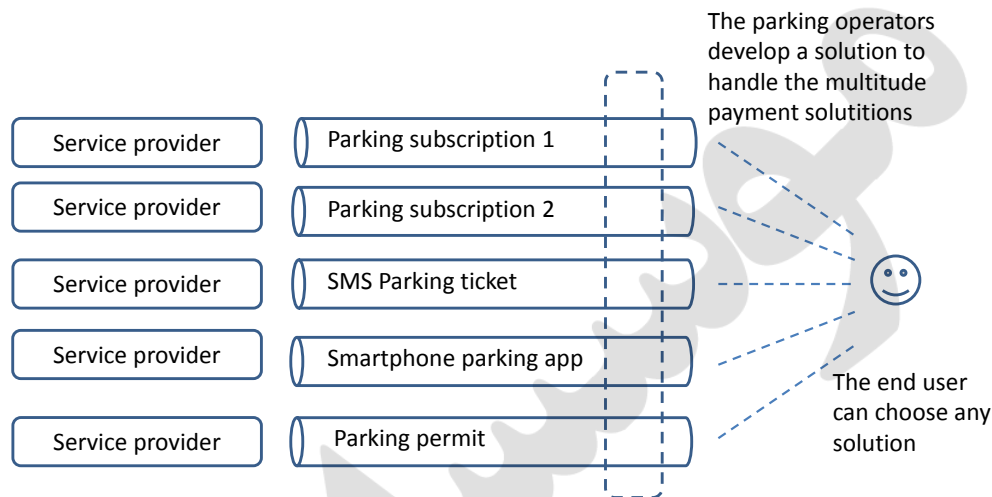 The parking operators
develop a solution to
handle the multitude
payment solutitions
Service provider
Parking subscription 1
Service provider
Parking subscription 2
Service provider
SMS Parking ticket
Service provider
Smartphone parking app
Service provider
Parking permit
The end user
can choose any
solution